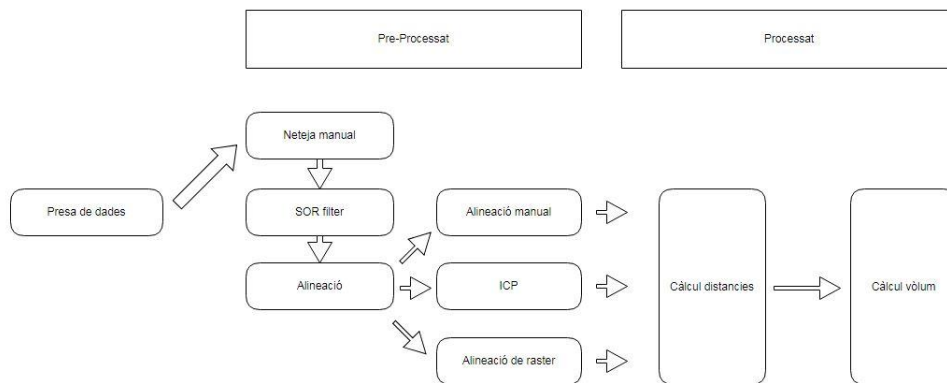 Pre-Processat
Processat
Neteja manual
Presa de dades
SOR filter
Alineació manual
Alineació
ICP
Càlcul distancies
Càlcul vòlum
Alineació de raster